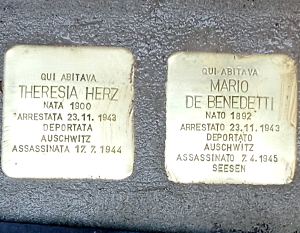 QUI ABITAVA
THERESIA HERZ
NATA 1900
ARRESTATA 23.11.1943
DEPORTATA
AUSCHWITZ
ASSASSINATA 17.7.1944
QUI ABITAVA
MARIO
DE BENEDETTI
NATO 1892
ARRESTATO 23.11.1943
DEPORTATO
AUSCHWITZ
ASSASSINATO 7.4.1945
SEESEN